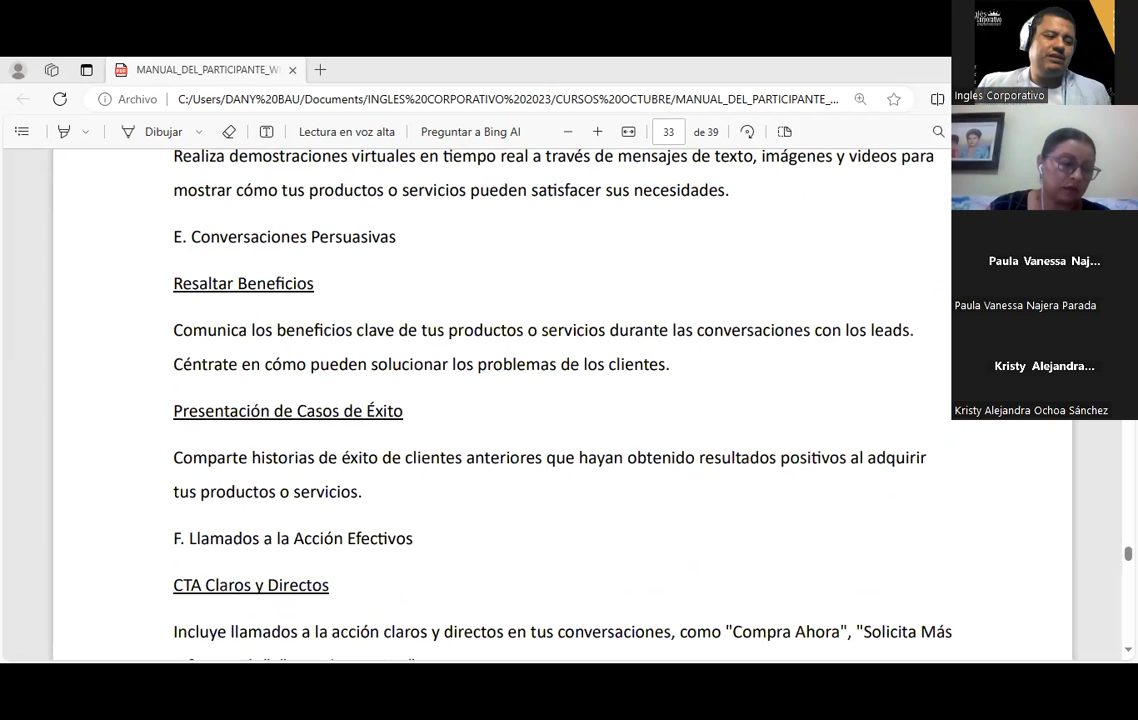 MANUAL_DEL_PARTICIPANTE_W
Archivo
C:/Users/DANY%20BAU/Documents/INGLES%20CORPORATIVO%202023/CURSOS%20OCTUBRE/MANUAL_DEL_PARTICIPANTE_...
Dibujar
Lectura en voz alta
Preguntar a Bing AI
33
de 39
Realiza demostraciones virtuales en tiempo real a través de mensajes de texto, imágenes y videos para
mostrar cómo tus productos o servicios pueden satisfacer sus necesidades.
E. Conversaciones Persuasivas
Resaltar Beneficios
Comunica los beneficios clave de tus productos o servicios durante las conversaciones con los leads.
Céntrate en cómo pueden solucionar los problemas de los clientes.
Presentación de Casos de Éxito
Comparte historias de éxito de clientes anteriores que hayan obtenido resultados positivos al adquirir
tus productos o servicios.
F. Llamados a la Acción Efectivos
CTA Claros y Directos
Incluye llamados a la acción claros y directos en tus conversaciones, como "Compra Ahora", "Solicita Más
Ingles Corporativo
Paula Vanessa Naj...
Paula Vanessa Najera Parada
Kristy Alejandra...
Kristy Alejandra Ochoa Sánchez